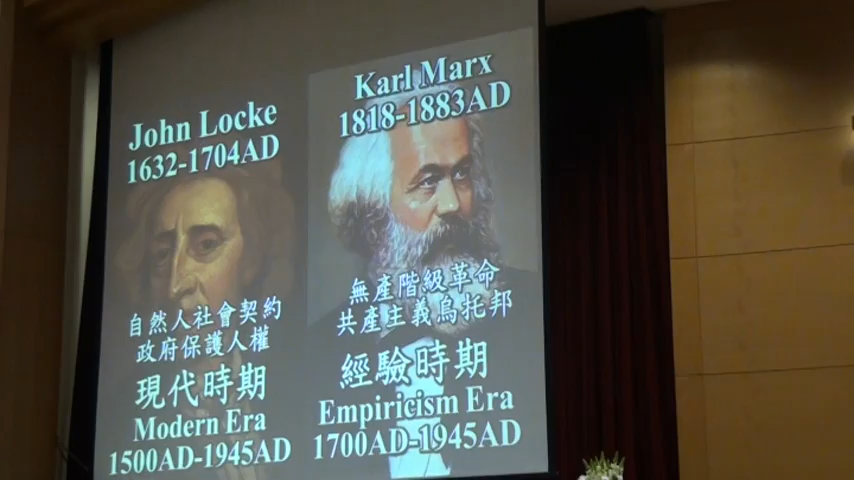 John Locke
1632-1704AD
自然人社會契約
政府保護人權
現代時期
Modern Era
1500AD-1945AD
Karl Marx
1818-1883AD
無產階級革命
共產主義烏托邦
經驗時期
Empiricism Era
1700AD-1945AD